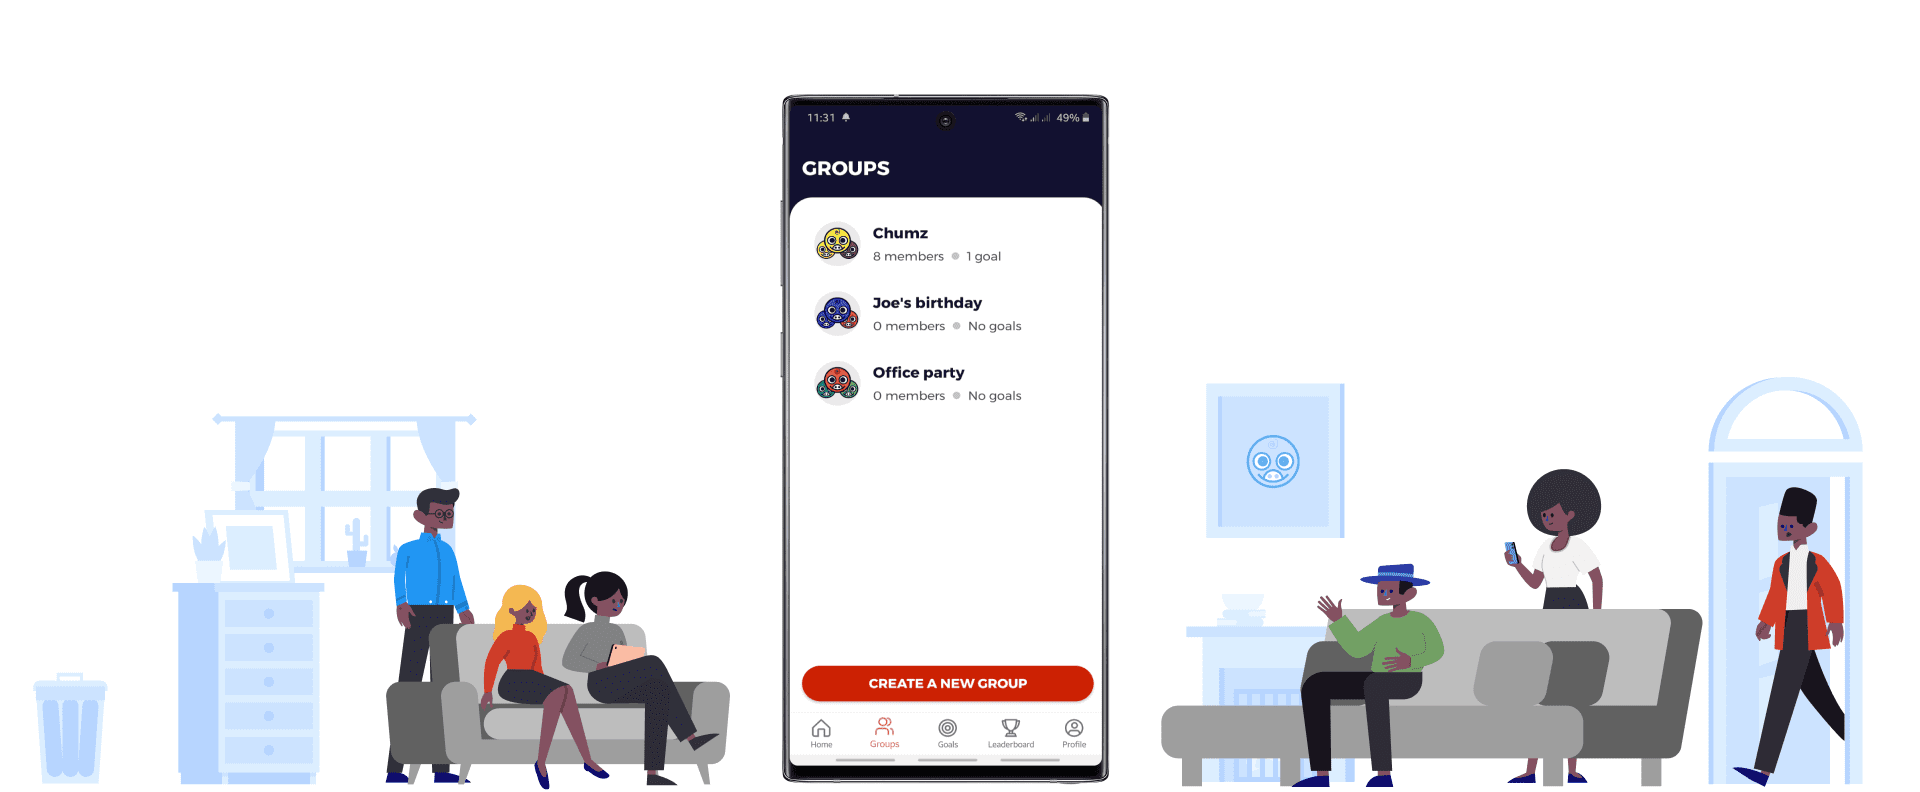 11:31 49%
GROUPS
Chumz
8 members 1 goal
Joe's birthday
0 members No goals
Office party
0 members No goals
CREATE A NEW GROUP
Home Groups Goals Leaderboard Profile